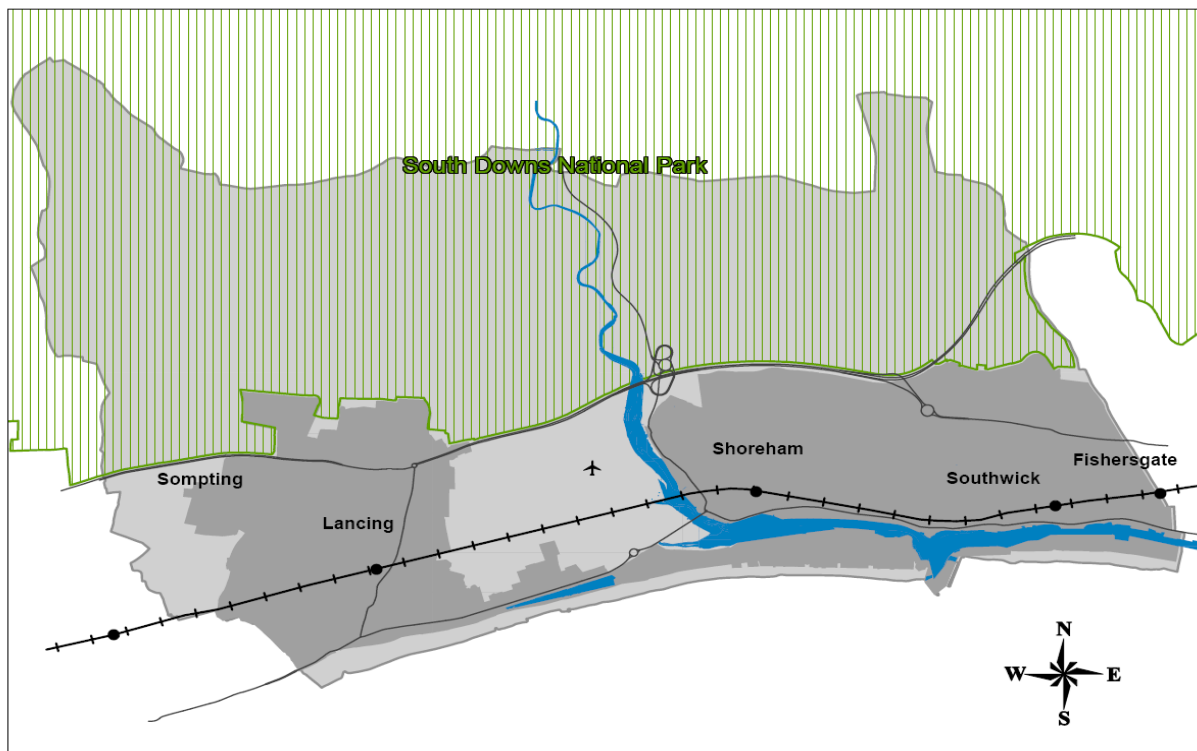 South Downs National Park
Shoreham
Fishersgate
Southwick
Sompting
Lancing
N
W E
S